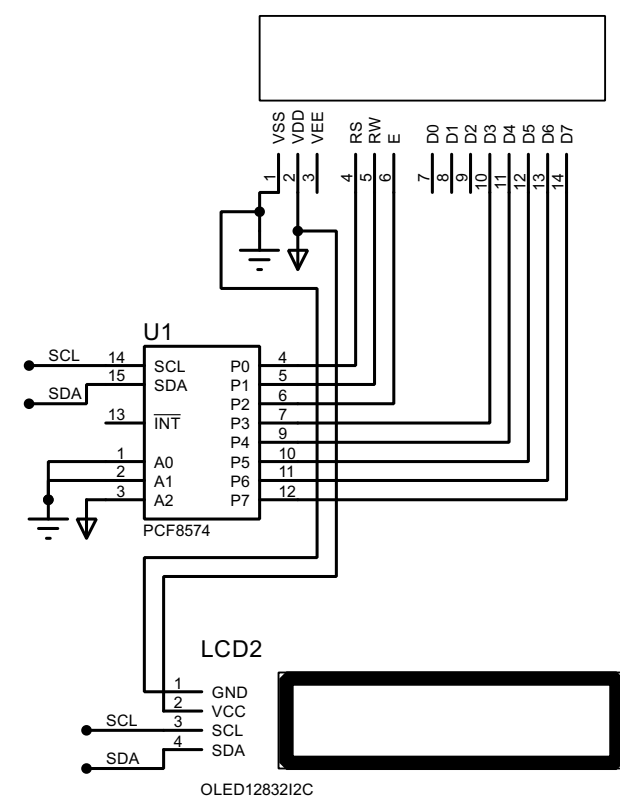 VSS VDD VEE RS RW E D0 D1 D2 D3 D4 D5 D6 D7
1 2 3 4 5 6 7 8 9 10 11 12 13 14
U1
SCL 14 SCL P0 4
SDA 15 SDA P1 5
P2 6
13 INT P3 7
P4 9
1 A0 P5 10
2 A1 P6 11
3 A2 P7 12
PCF8574
LCD2
1 GND
2 VCC
SCL 3 SCL
SDA 4 SDA
OLED12832I2C